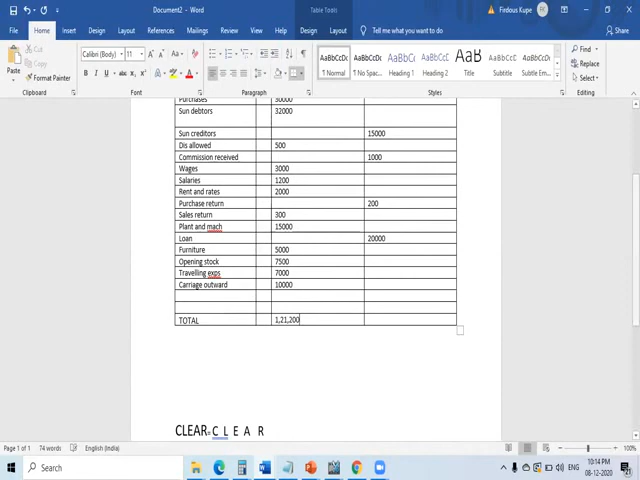 Document2 - Word
Table Tools
Firdous Kupe
FK
File Home Insert Design Layout References Mailings Review View Help Design Layout Tell me what you want to do Share
Cut
Copy
Format Painter
Paste
Calibri (Body) 11
AaBbCcDc AaBbCcDc AaBbCc AaBbCcD AaB AaBbCcD AaBbCcDc
1 Normal 1 No Spac... Heading 1 Heading 2 Title Subtitle Subtle Em...
Find
Replace
Select
Clipboard Font Paragraph Styles Editing
Purchases 30000
Sun debtors 32000
Sun creditors 15000
Dis allowed 500
Commission received 1000
Wages 3000
Salaries 1200
Rent and rates 2000
Purchase return 200
Sales return 300
Plant and mach 15000
Loan 20000
Furniture 5000
Opening stock 7500
Travelling exps 7000
Carriage outward 10000
TOTAL 1,21,200
CLEAR-C L E A R
Page 1 of 1 74 words English (India) 100%
Search
ENG
10:14 PM
08-12-2020